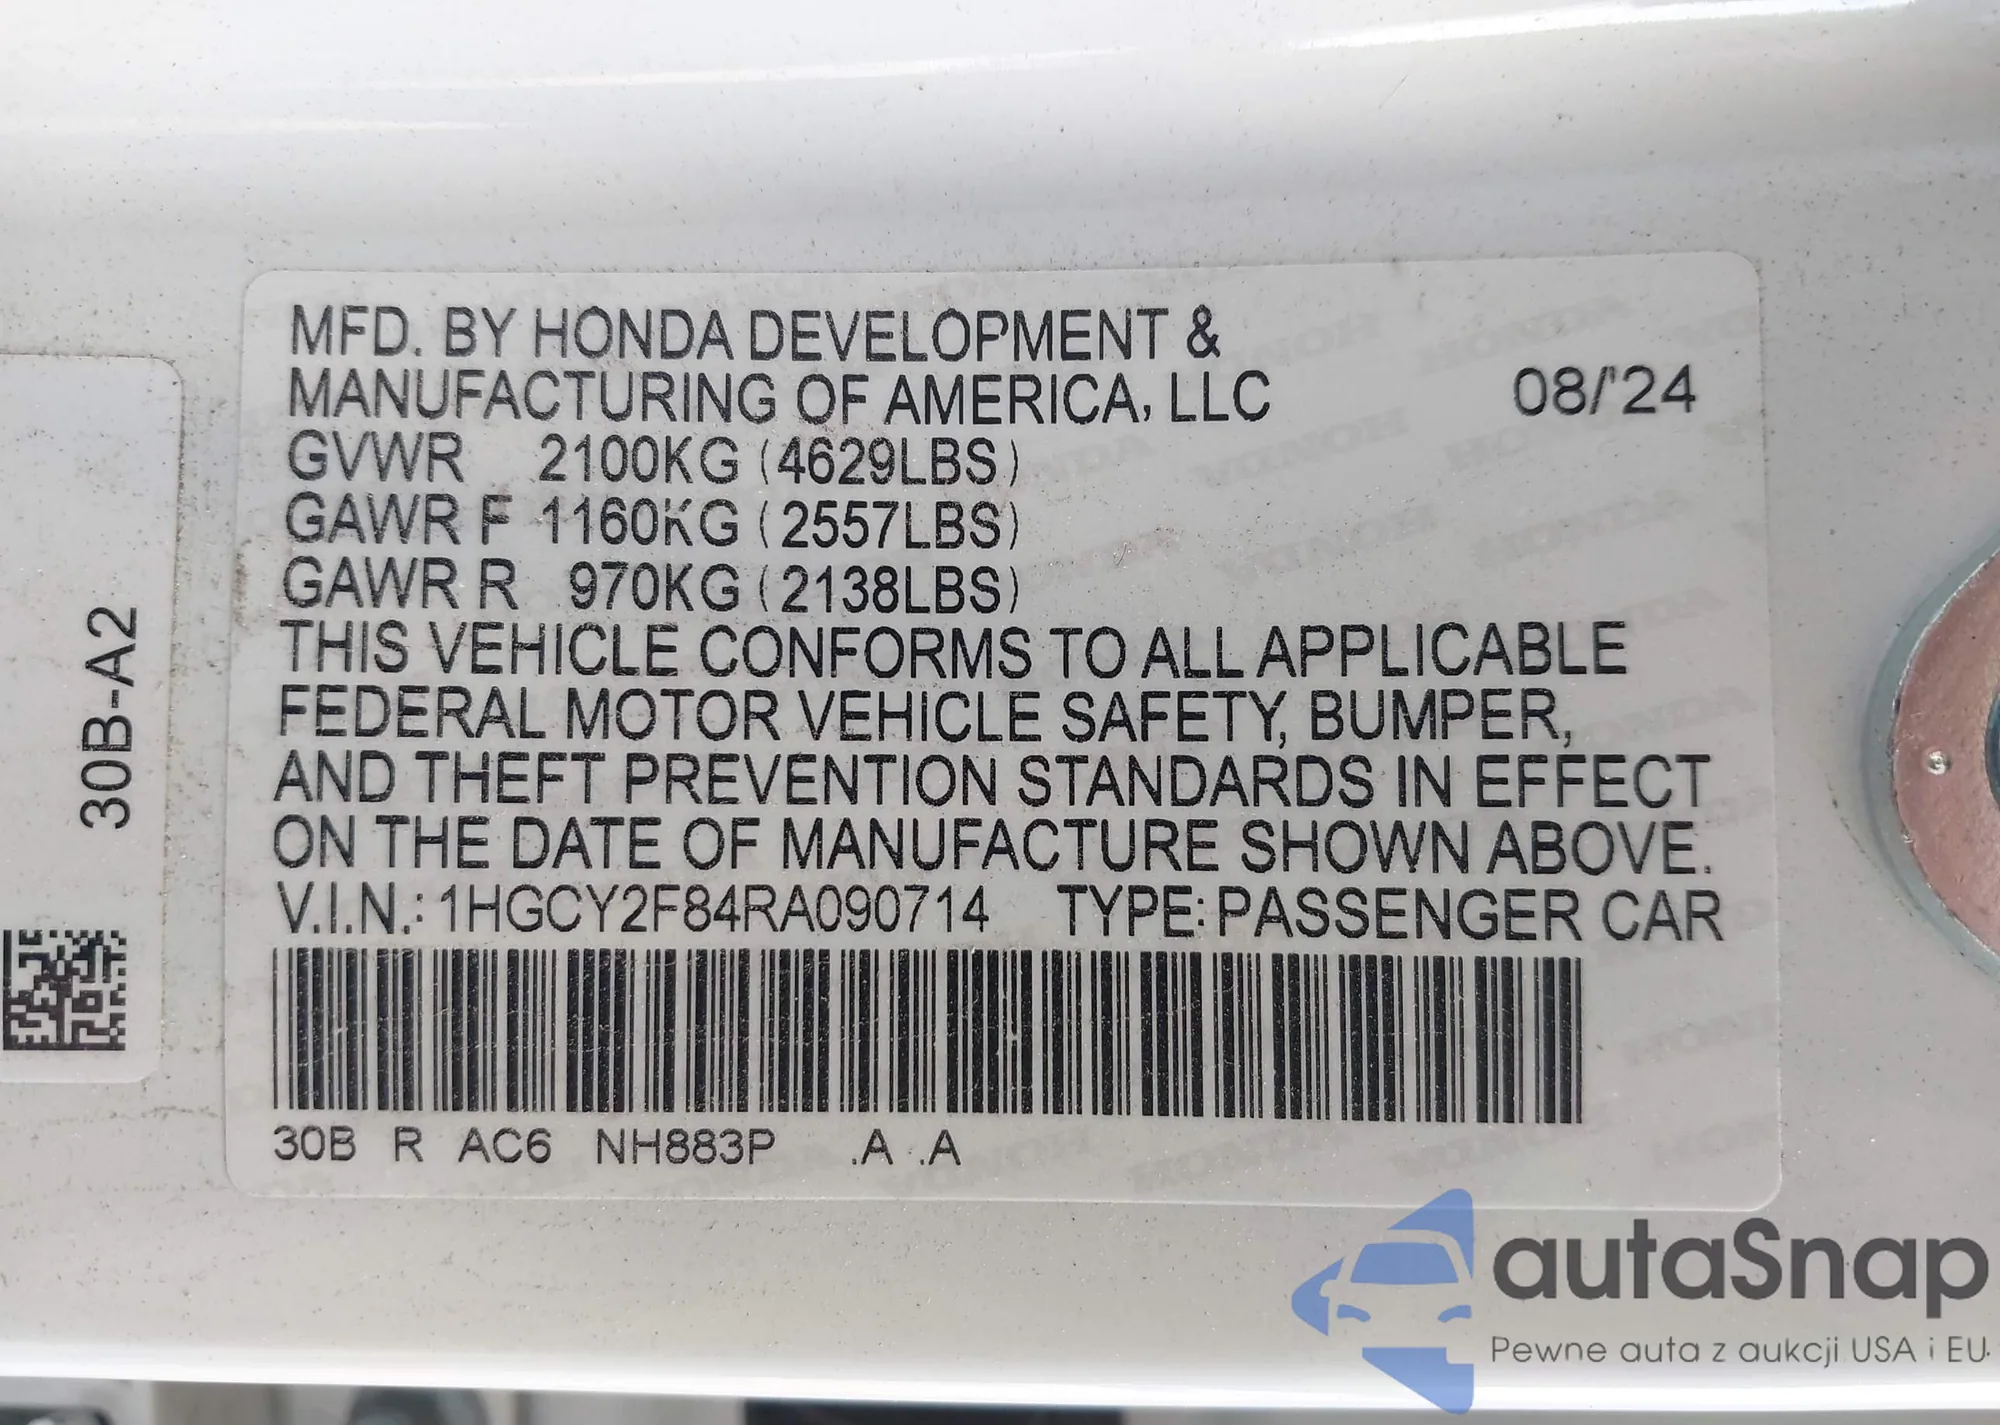 MFD. BY HONDA DEVELOPMENT &
MANUFACTURING OF AMERICA, LLC 08/'24
GVWR 2100KG (4629LBS)
GAWR F 1160KG (2557LBS)
GAWR R 970KG (2138LBS)
THIS VEHICLE CONFORMS TO ALL APPLICABLE
FEDERAL MOTOR VEHICLE SAFETY, BUMPER,
AND THEFT PREVENTION STANDARDS IN EFFECT
ON THE DATE OF MANUFACTURE SHOWN ABOVE.
V.I.N.: 1HGCY2F84RA090714 TYPE: PASSENGER CAR
30B R AC6 NH883P .A .A
30B-A2
autaSnap
Pewne auta z aukcji USA i EU.